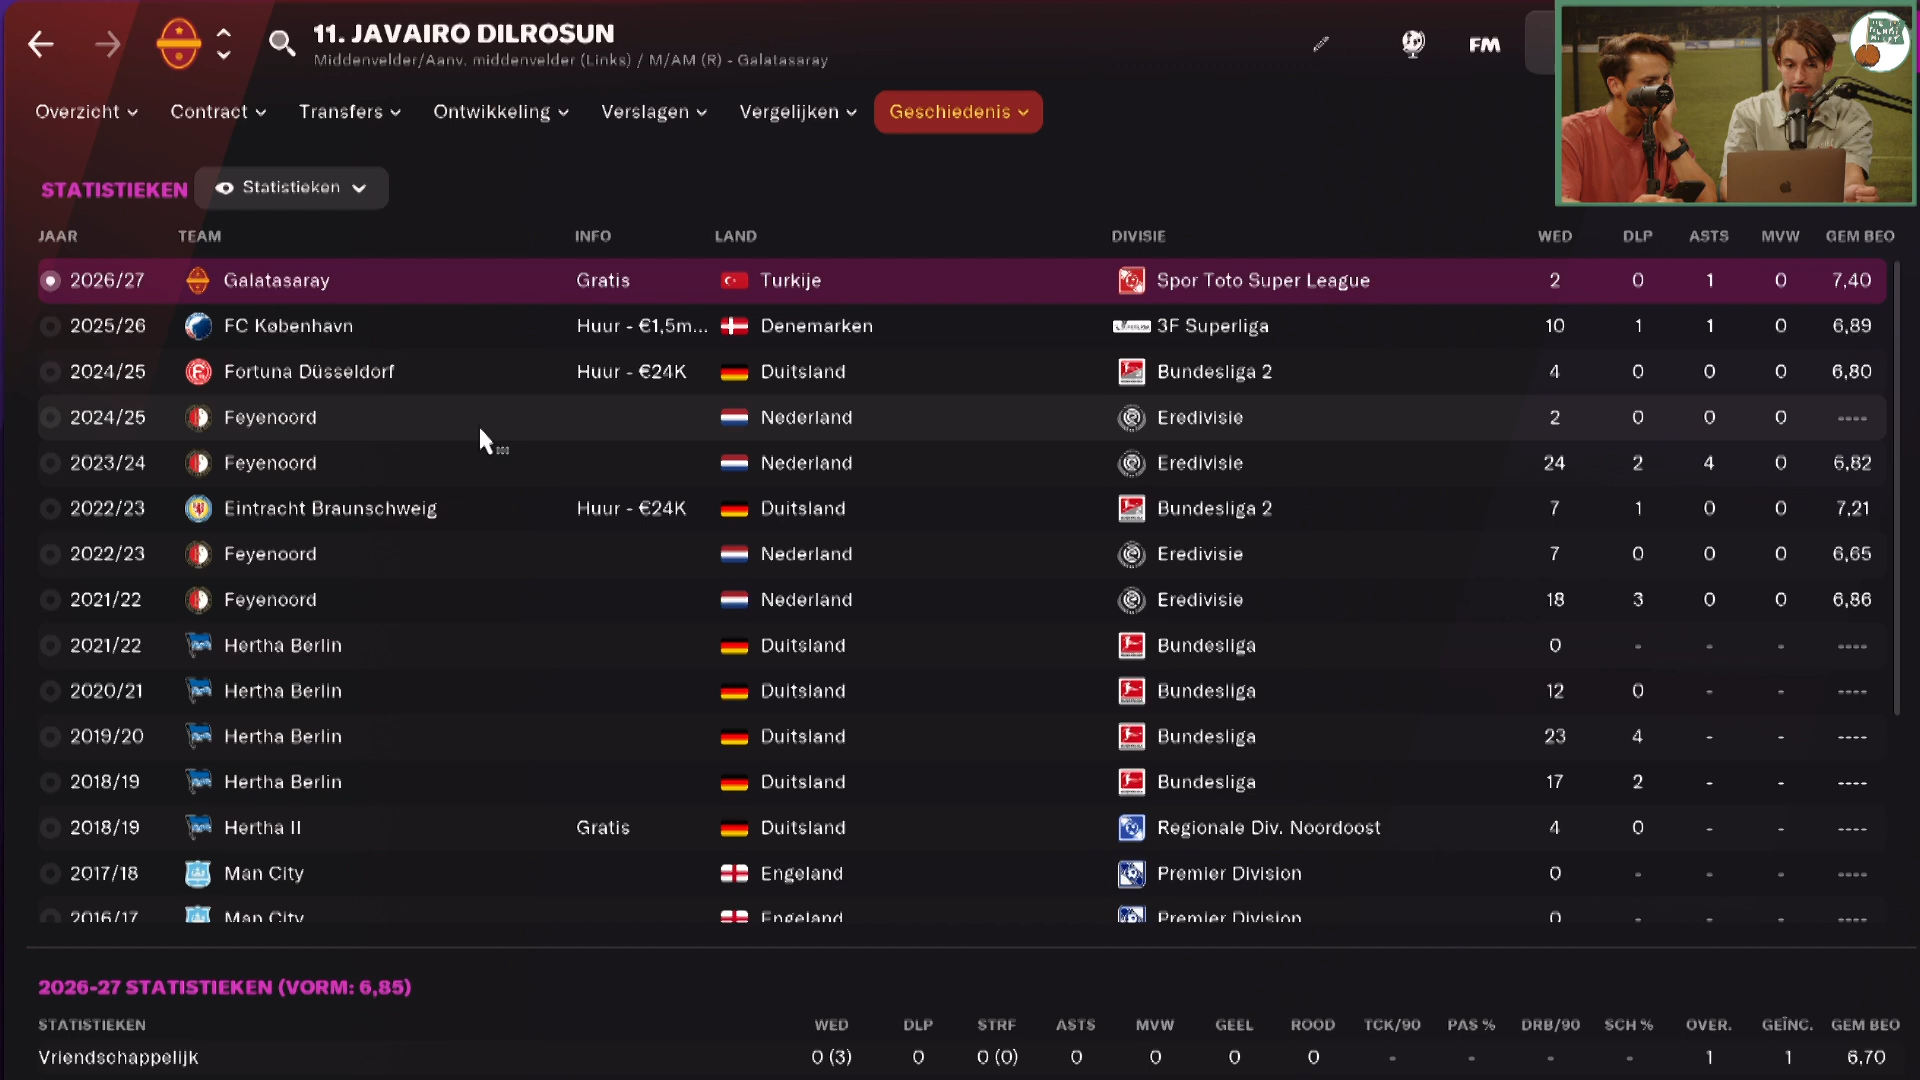 11. JAVAIRO DILROSUN
Middenvelder/Aanv. middenvelder (Links) / M/AM (R) - Galatasaray
FM
Overzicht Contract Transfers Ontwikkeling Verslagen Vergelijken Geschiedenis
STATISTIEKEN Statistieken
JAAR TEAM INFO LAND DIVISIE WED DLP ASTS MVW GEM BEO
2026/27 Galatasaray Gratis Turkije Spor Toto Super League 2 0 1 0 7,40
2025/26 FC København Huur - €1,5m... Denemarken 3F Superliga 10 1 1 0 6,89
2024/25 Fortuna Düsseldorf Huur - €24K Duitsland Bundesliga 2 4 0 0 0 6,80
2024/25 Feyenoord Nederland Eredivisie 2 0 0 0 ----
2023/24 Feyenoord Nederland Eredivisie 24 2 4 0 6,82
2022/23 Eintracht Braunschweig Huur - €24K Duitsland Bundesliga 2 7 1 0 0 7,21
2022/23 Feyenoord Nederland Eredivisie 7 0 0 0 6,65
2021/22 Feyenoord Nederland Eredivisie 18 3 0 0 6,86
2021/22 Hertha Berlin Duitsland Bundesliga 0 - - - ----
2020/21 Hertha Berlin Duitsland Bundesliga 12 0 - - ----
2019/20 Hertha Berlin Duitsland Bundesliga 23 4 - - ----
2018/19 Hertha Berlin Duitsland Bundesliga 17 2 - - ----
2018/19 Hertha II Gratis Duitsland Regionale Div. Noordoost 4 0 - - ----
2017/18 Man City Engeland Premier Division 0 - - - ----
2016/17 Man City Engeland Premier Division 0 - - - ----
2026-27 STATISTIEKEN (VORM: 6,85)
STATISTIEKEN WED DLP STRF ASTS MVW GEEL ROOD TCK/90 PAS % DRB/90 SCH % OVER. GEÏNC. GEM BEO
Vriendschappelijk 0 (3) 0 0 (0) 0 0 0 0 - - - - 1 1 6,70